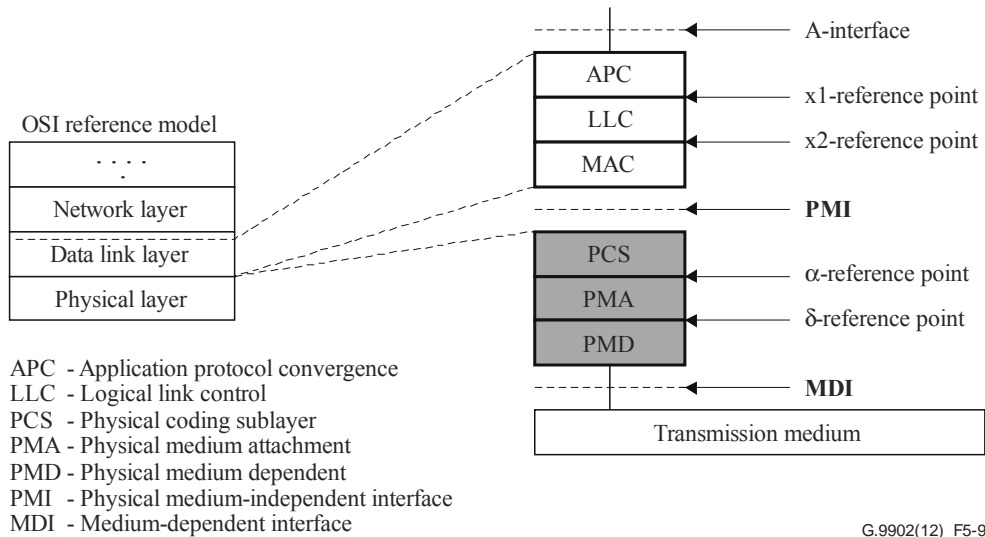 A-interface
APC
x1-reference point
LLC
x2-reference point
MAC
OSI reference model
. . . .
.
Network layer
Data link layer
Physical layer
PMI
PCS
α-reference point
PMA
δ-reference point
PMD
MDI
Transmission medium
APC - Application protocol convergence
LLC - Logical link control
PCS - Physical coding sublayer
PMA - Physical medium attachment
PMD - Physical medium dependent
PMI - Physical medium-independent interface
MDI - Medium-dependent interface
G.9902(12)_F5-9